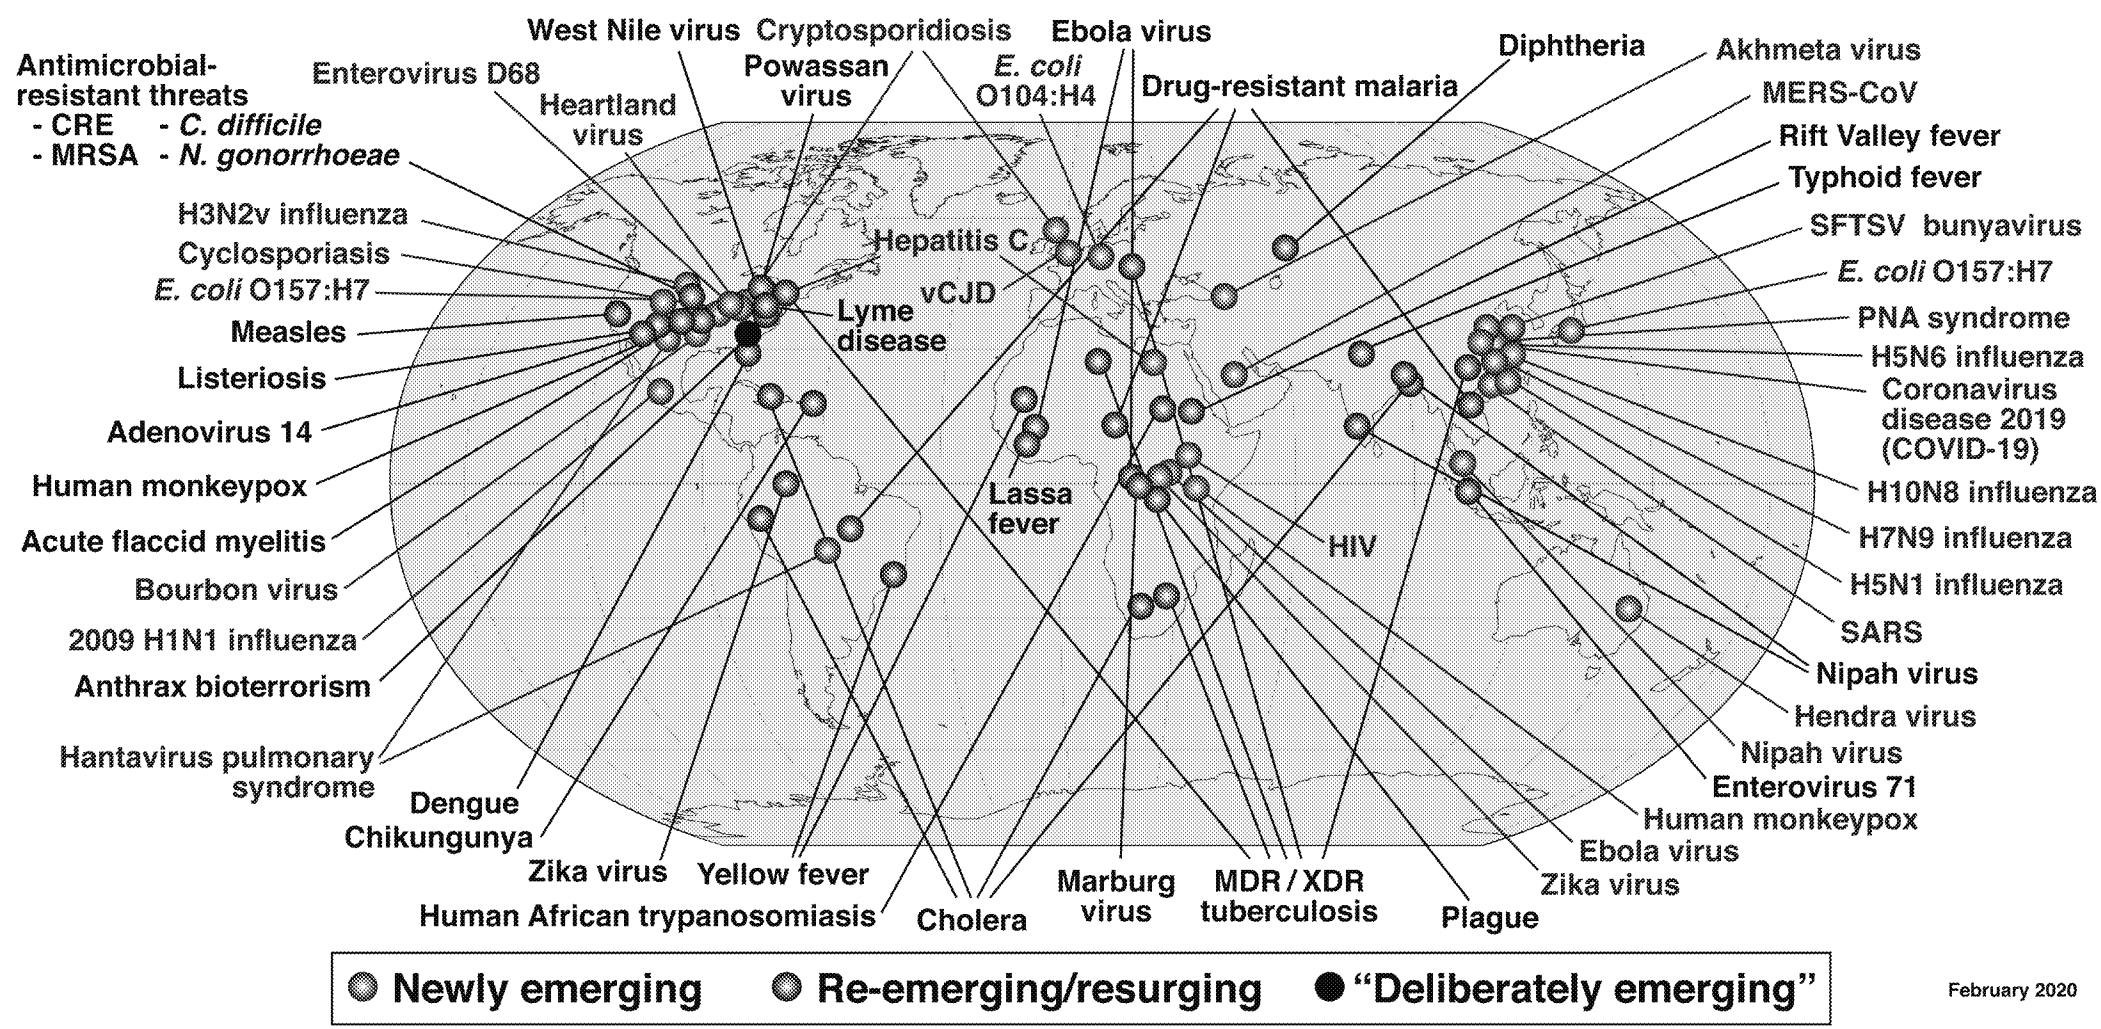 West Nile virus
Cryptosporidiosis
Ebola virus
Diphtheria
Akhmeta virus
Antimicrobial-
resistant threats
- CRE - C. difficile
- MRSA - N. gonorrhoeae
Enterovirus D68
Heartland
virus
Powassan
virus
E. coli
O104:H4
Drug-resistant malaria
MERS-CoV
Rift Valley fever
Typhoid fever
H3N2v influenza
Cyclosporiasis
E. coli O157:H7
Measles
Listeriosis
Adenovirus 14
Human monkeypox
Acute flaccid myelitis
Bourbon virus
2009 H1N1 influenza
Anthrax bioterrorism
Hantavirus pulmonary
syndrome
Dengue
Chikungunya
Zika virus
Yellow fever
Human African trypanosomiasis
Cholera
Hepatitis C
vCJD
Lyme
disease
Lassa
fever
HIV
Marburg
virus
MDR / XDR
tuberculosis
Plague
SFTSV bunyavirus
E. coli O157:H7
PNA syndrome
H5N6 influenza
Coronavirus
disease 2019
(COVID-19)
H10N8 influenza
H7N9 influenza
H5N1 influenza
SARS
Nipah virus
Hendra virus
Nipah virus
Enterovirus 71
Human monkeypox
Ebola virus
Zika virus
Newly emerging
Re-emerging/resurging
“Deliberately emerging”
February 2020